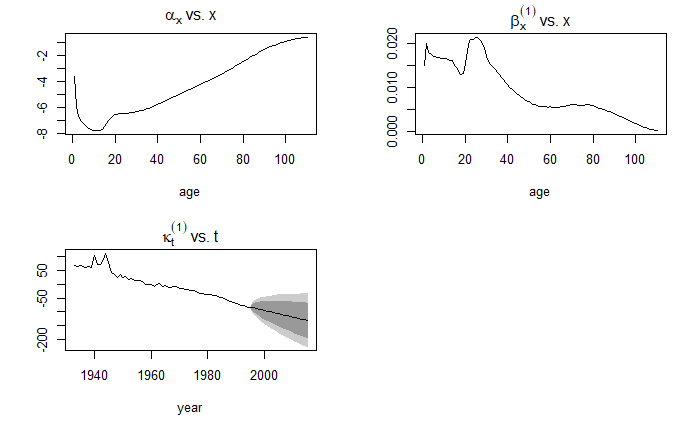 αx vs. x
-2
-4
-6
-8
0 20 40 60 80 100
age
βx(1) vs. x
0.020
0.010
0.000
0 20 40 60 80 100
age
κt(1) vs. t
50
-50
-200
1940 1960 1980 2000
year